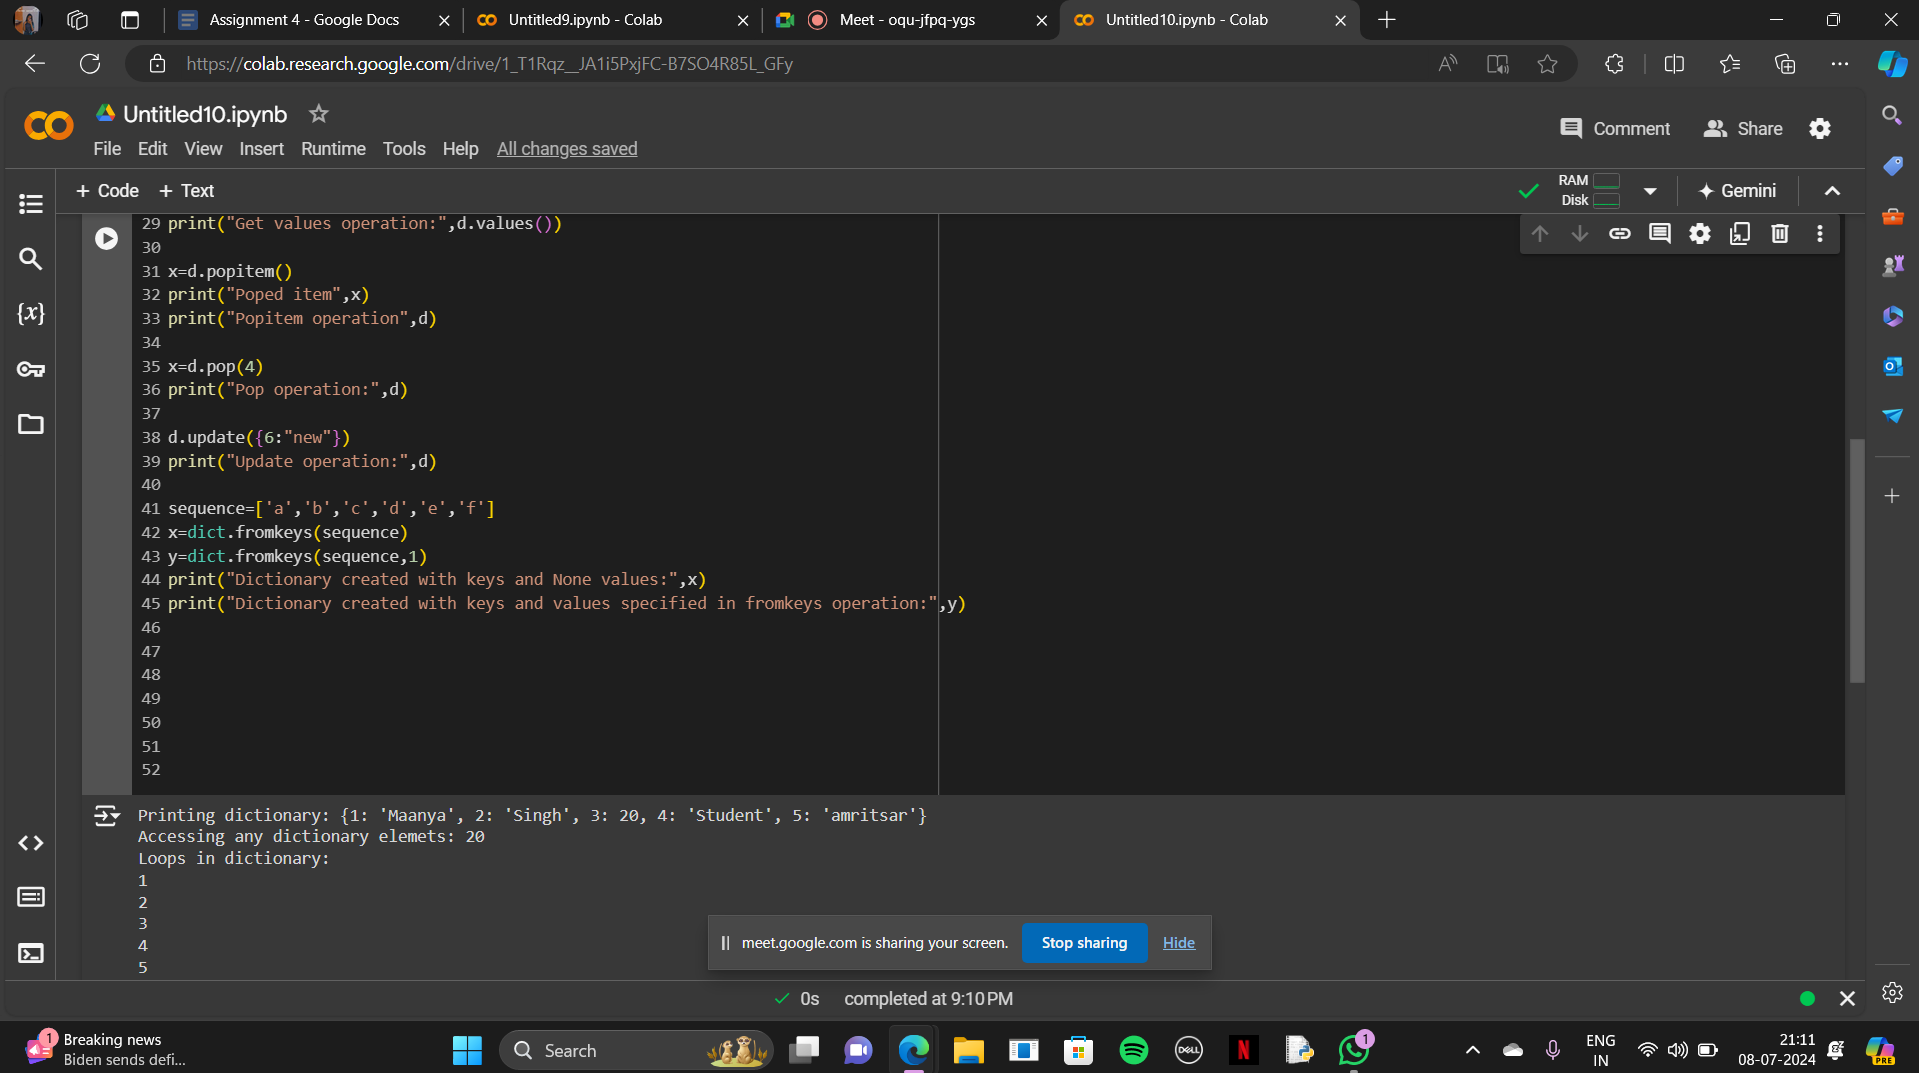 Assignment 4 - Google Docs
Untitled9.ipynb - Colab
Meet - oqu-jfpq-ygs
Untitled10.ipynb - Colab
https://colab.research.google.com/drive/1_T1Rqz__JA1i5PxjFC-B7SO4R85L_GFy
Untitled10.ipynb
Comment
Share
File Edit View Insert Runtime Tools Help All changes saved
+ Code + Text
RAM
Disk
Gemini
29 print("Get values operation:",d.values())
30
31 x=d.popitem()
32 print("Poped item",x)
33 print("Popitem operation",d)
34
35 x=d.pop(4)
36 print("Pop operation:",d)
37
38 d.update({6:"new"})
39 print("Update operation:",d)
40
41 sequence=['a','b','c','d','e','f']
42 x=dict.fromkeys(sequence)
43 y=dict.fromkeys(sequence,1)
44 print("Dictionary created with keys and None values:",x)
45 print("Dictionary created with keys and values specified in fromkeys operation:",y)
46
47
48
49
50
51
52
Printing dictionary: {1: 'Maanya', 2: 'Singh', 3: 20, 4: 'Student', 5: 'amritsar'}
Accessing any dictionary elemets: 20
Loops in dictionary:
1
2
3
4
5
meet.google.com is sharing your screen.
Stop sharing
Hide
0s completed at 9:10 PM
1
Breaking news
Biden sends defi...
Search
DELL
N
1
ENG
IN
21:11
08-07-2024
PRE